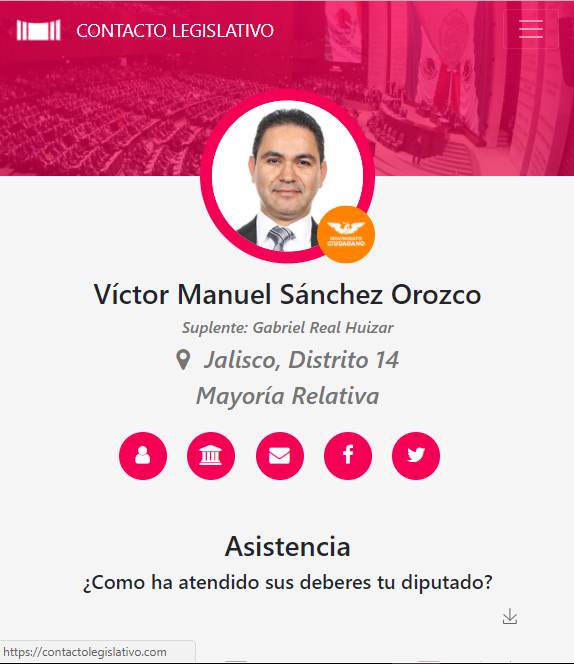 CONTACTO LEGISLATIVO
MOVIMIENTO
CIUDADANO
Víctor Manuel Sánchez Orozco
Suplente: Gabriel Real Huizar
Jalisco, Distrito 14
Mayoría Relativa
Asistencia
¿Como ha atendido sus deberes tu diputado?
https://contactolegislativo.com